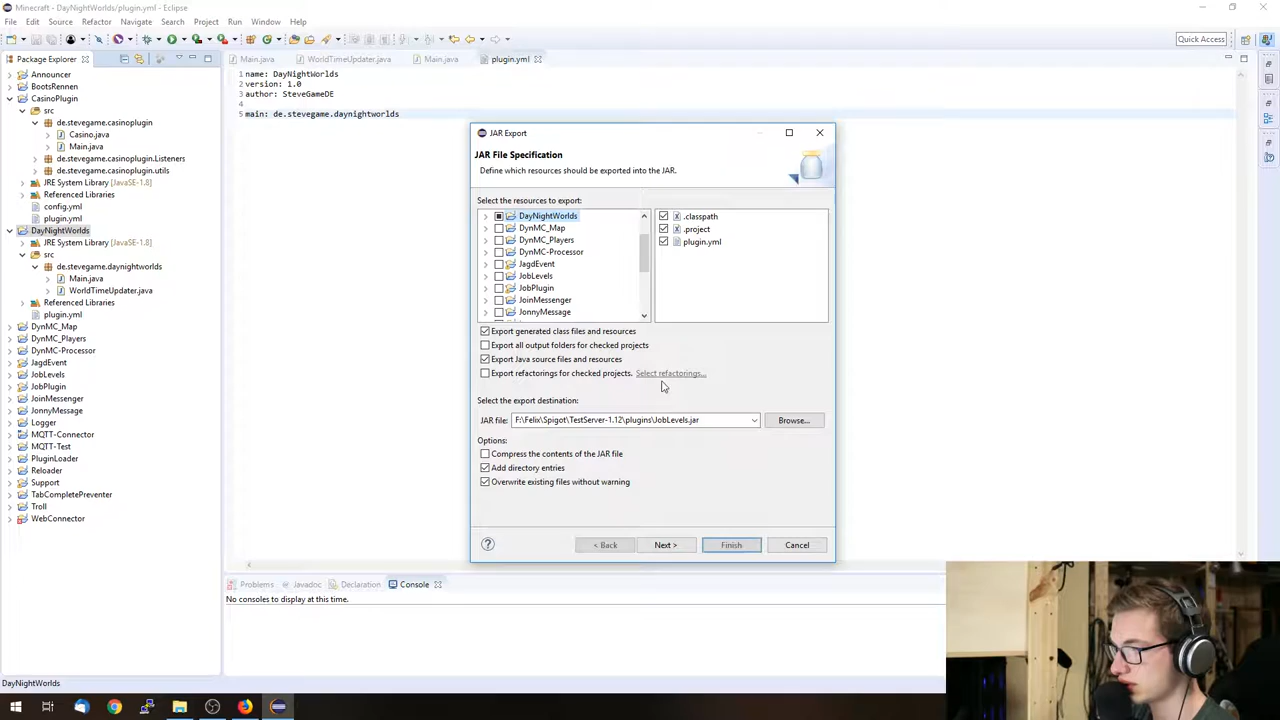 Minecraft - DayNightWorlds/plugin.yml - Eclipse
File Edit Source Refactor Navigate Search Project Run Window Help
Quick Access
Package Explorer
Main.java WorldTimeUpdater.java Main.java plugin.yml
Announcer
BootsRennen
CasinoPlugin
src
de.stevegame.casinoplugin
Casino.java
Main.java
de.stevegame.casinoplugin.Listeners
de.stevegame.casinoplugin.utils
JRE System Library [JavaSE-1.8]
Referenced Libraries
config.yml
plugin.yml
DayNightWorlds
JRE System Library [JavaSE-1.8]
src
de.stevegame.daynightworlds
Main.java
WorldTimeUpdater.java
Referenced Libraries
plugin.yml
DynMC_Map
DynMC_Players
DynMC-Processor
JagdEvent
JobLevels
JobPlugin
JoinMessenger
JonnyMessage
Logger
MQTT-Connector
MQTT-Test
PluginLoader
Reloader
Support
TabCompletePreventer
Troll
WebConnector
1 name: DayNightWorlds
2 version: 1.0
3 author: SteveGameDE
4
5 main: de.stevegame.daynightworlds
JAR Export
JAR File Specification
Define which resources should be exported into the JAR.
Select the resources to export:
DayNightWorlds
DynMC_Map
DynMC_Players
DynMC-Processor
JagdEvent
JobLevels
JobPlugin
JoinMessenger
JonnyMessage
.classpath
.project
plugin.yml
Export generated class files and resources
Export all output folders for checked projects
Export Java source files and resources
Export refactorings for checked projects. Select refactorings...
Select the export destination:
JAR file: F:\Felix\Spigot\TestServer-1.12\plugins\JobLevels.jar Browse...
Options:
Compress the contents of the JAR file
Add directory entries
Overwrite existing files without warning
< Back Next > Finish Cancel
Problems Javadoc Declaration Console
No consoles to display at this time.
DayNightWorlds